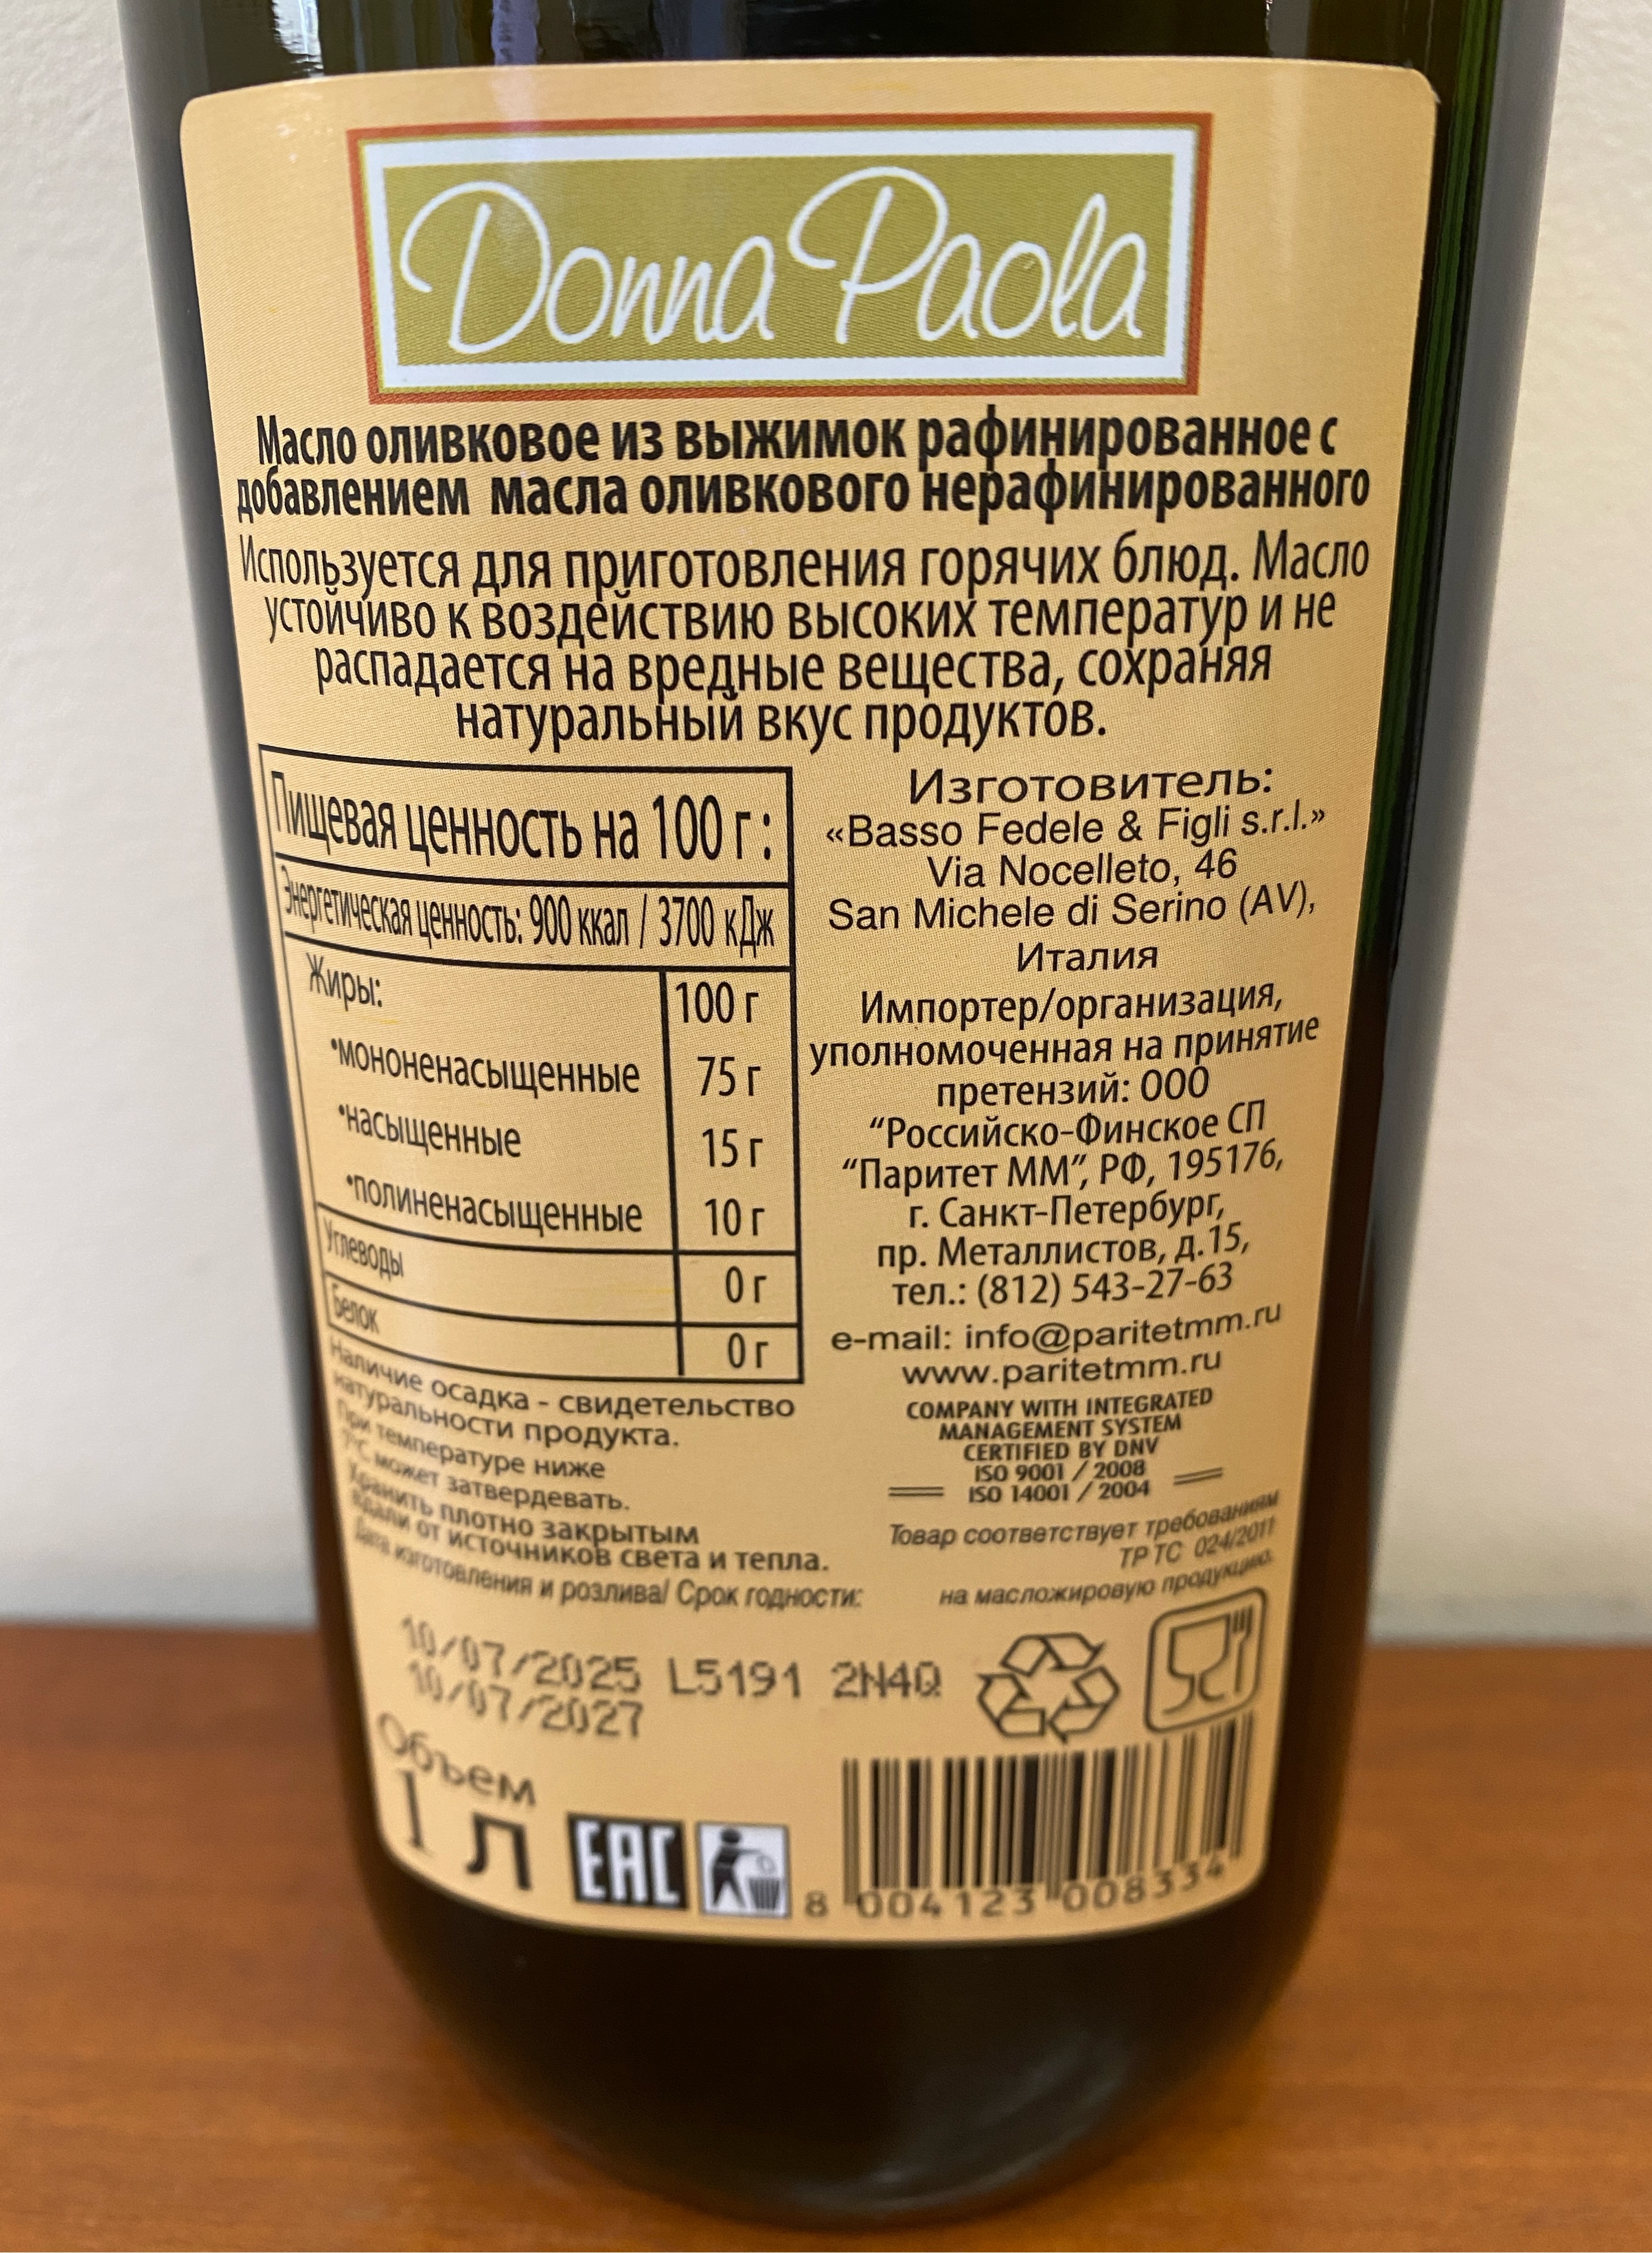 Donna Paola
Масло оливковое из выжимок рафинированное с
добавлением масла оливкового нерафинированного
Используется для приготовления горячих блюд. Масло
устойчиво к воздействию высоких температур и не
распадается на вредные вещества, сохраняя
натуральный вкус продуктов.
Пищевая ценность на 100 г :
Энергетическая ценность: 900 ккал / 3700 кДж
Жиры: 100 г
•мононенасыщенные 75 г
•насыщенные 15 г
•полиненасыщенные 10 г
Углеводы 0 г
Белок 0 г
Наличие осадка - свидетельство
натуральности продукта.
При температуре ниже
7°С может затвердевать.
Хранить плотно закрытым
вдали от источников света и тепла.
Дата изготовления и розлива/ Срок годности:
10/07/2025 L5191 2N4Q
10/07/2027
Объем
1 л
EAC
Изготовитель:
«Basso Fedele & Figli s.r.l.»
Via Nocelleto, 46
San Michele di Serino (AV),
Италия
Импортер/организация,
уполномоченная на принятие
претензий: ООО
“Российско-Финское СП
“Паритет ММ”, РФ, 195176,
г. Санкт-Петербург,
пр. Металлистов, д.15,
тел.: (812) 543-27-63
e-mail: info@paritetmm.ru
www.paritetmm.ru
COMPANY WITH INTEGRATED
MANAGEMENT SYSTEM
CERTIFIED BY DNV
ISO 9001 / 2008
ISO 14001 / 2004
Товар соответствует требованиям
ТР ТС 024/2011
на масложировую продукцию.
8 004123 008334